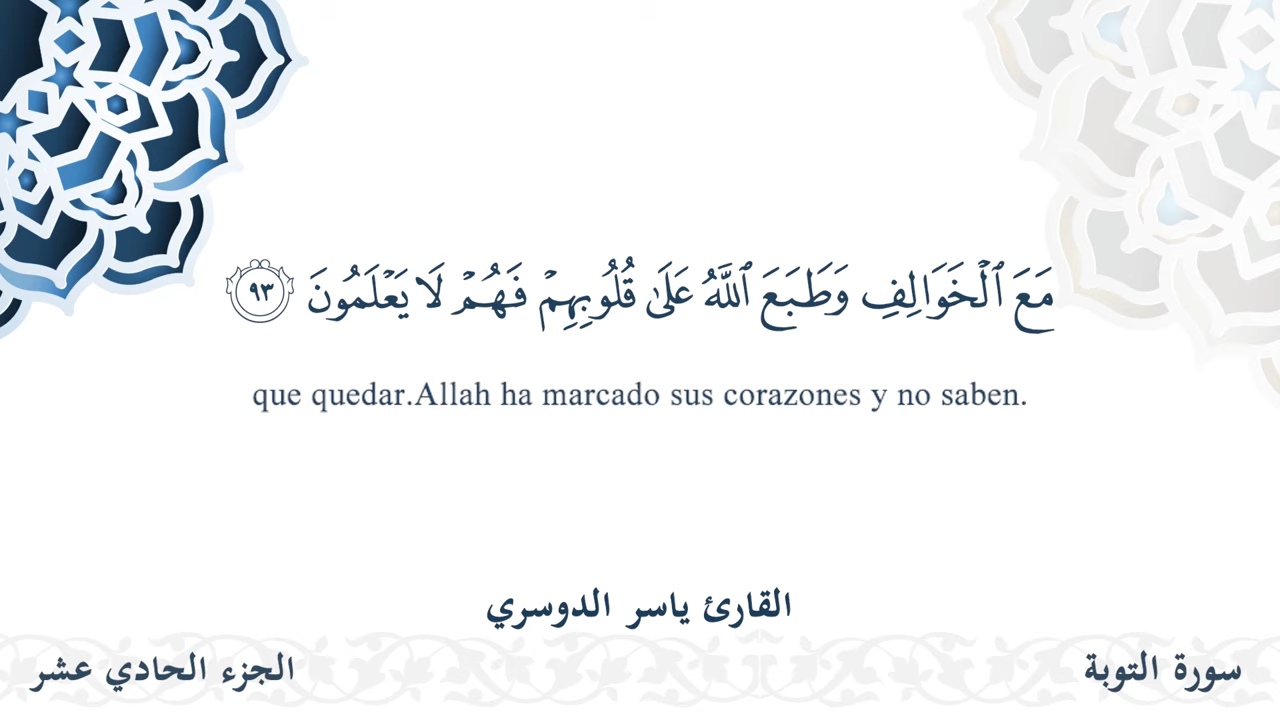 مَعَ ٱلْخَوَالِفِ وَطَبَعَ ٱللَّهُ عَلَىٰ قُلُوبِهِمْ فَهُمْ لَا يَعْلَمُونَ ٩٣
que quedar.Allah ha marcado sus corazones y no saben.
القارئ ياسر الدوسري
سورة التوبة
الجزء الحادي عشر